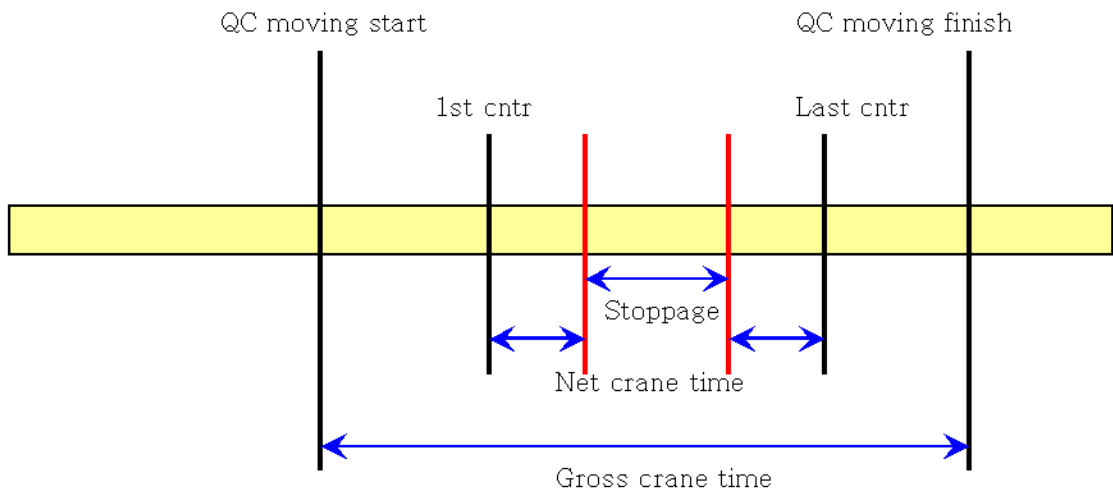 QC moving start
QC moving finish
1st cntr
Last cntr
Stoppage
Net crane time
Gross crane time